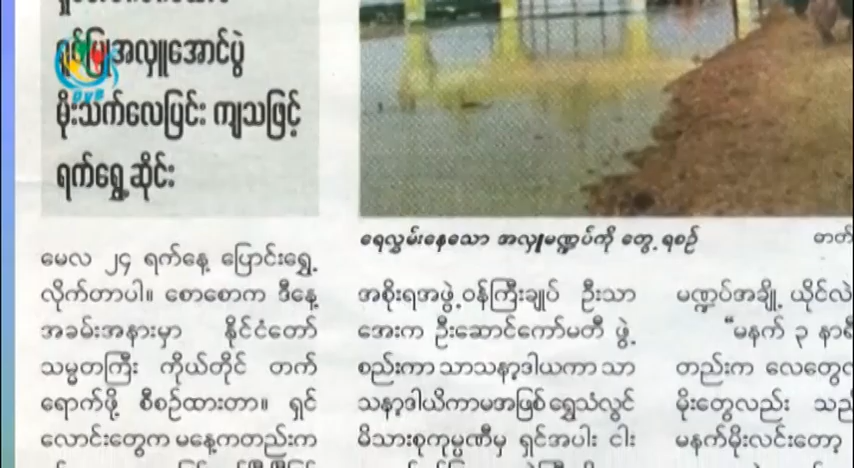 ရှင်ပြုအလှူအောင်ပွဲ
မိုးသက်လေပြင်း ကျသဖြင့်
ရက်ရွှေ့ဆိုင်း
ရေလွှမ်းနေသော အလှူမဏ္ဍပ်ကို တွေ့ရစဉ်
ဓာတ်
မေလ ၂၄ ရက်နေ့ ပြောင်းရွှေ့
လိုက်တာပါ။ စောစောက ဒီနေ့
အခမ်းအနားမှာ နိုင်ငံတော်
သမ္မတကြီး ကိုယ်တိုင် တက်
ရောက်ဖို့ စီစဉ်ထားတာ။ ရှင်
လောင်းတွေက မနေ့ကတည်းက
အစိုးရအဖွဲ့ဝန်ကြီးချုပ် ဦးသာ
အေးက ဦးဆောင်ကော်မတီ ဖွဲ့
စည်းကာ သာသနာ့ဒါယကာ သာ
သနာ့ဒါယိကာမအဖြစ် ရွှေသံလွင်
မိသားစုကုမ္ပဏီမှ ရှင်အပါး ငါး
မဏ္ဍပ်အချို့ ယိုင်လဲ
“မနက် ၃ နာရီ
တည်းက လေတွေ
မိုးတွေလည်း သည်
မနက်မိုးလင်းတော့